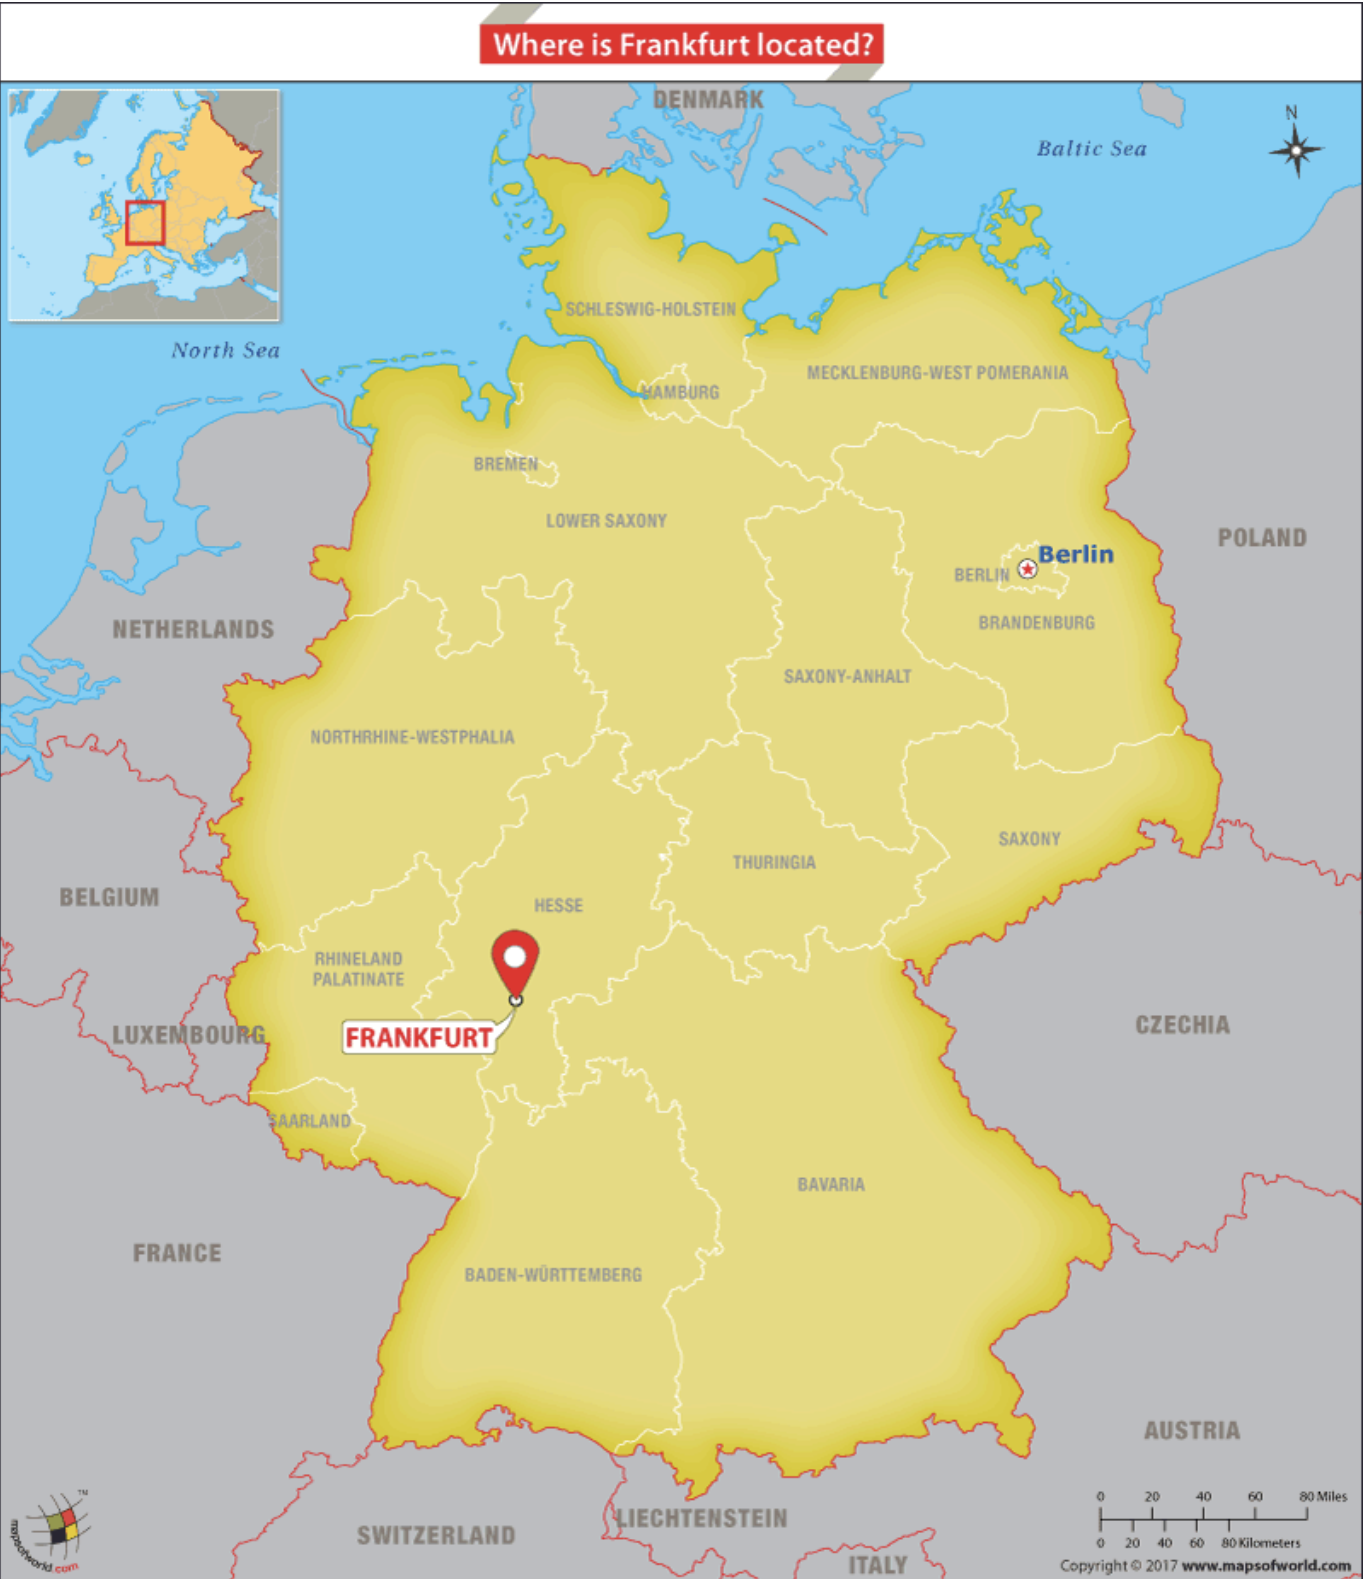 Where is Frankfurt located?
DENMARK
N
Baltic Sea
SCHLESWIG-HOLSTEIN
North Sea
MECKLENBURG-WEST POMERANIA
HAMBURG
BREMEN
LOWER SAXONY
POLAND
Berlin
BERLIN
BRANDENBURG
NETHERLANDS
SAXONY-ANHALT
NORTHRHINE-WESTPHALIA
SAXONY
THURINGIA
BELGIUM
HESSE
RHINELAND
PALATINATE
CZECHIA
LUXEMBOURG
FRANKFURT
SAARLAND
BAVARIA
FRANCE
BADEN-WÜRTTEMBERG
AUSTRIA
TM
0 20 40 60 80 Miles
LIECHTENSTEIN
SWITZERLAND
mapsofworld.com
0 20 40 60 80 Kilometers
ITALY
Copyright © 2017 www.mapsofworld.com